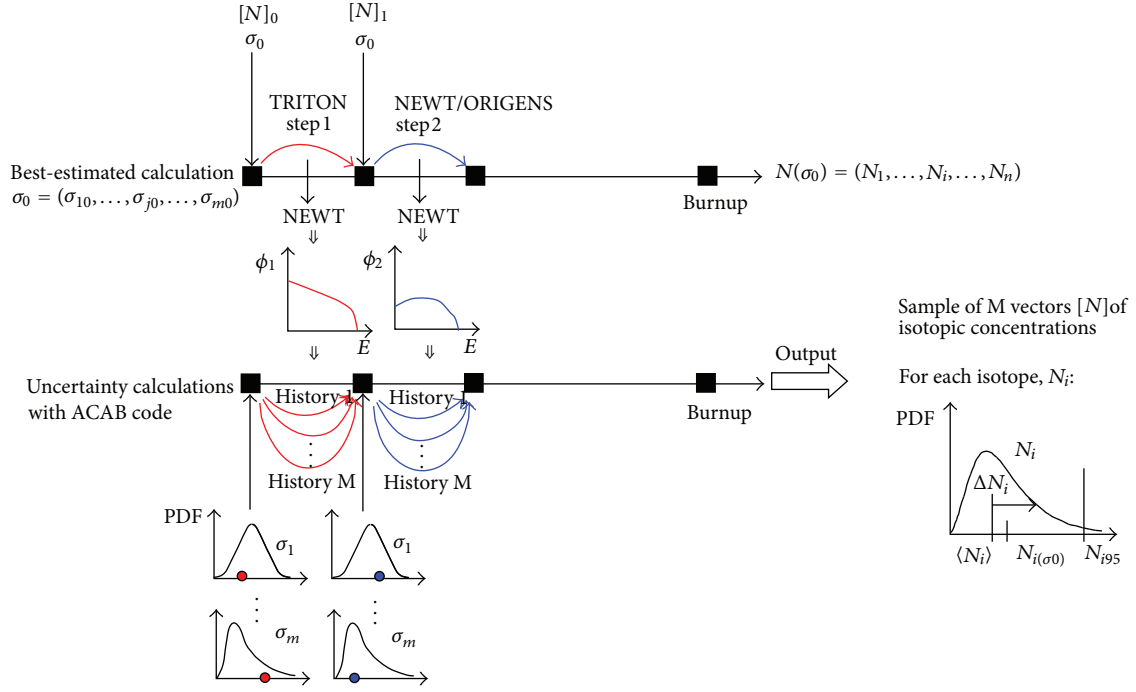 [N]₀
σ₀
[N]₁
σ₀
TRITON
step 1
NEWT/ORIGENS
step 2
Best-estimated calculation
σ₀ = (σ₁₀, . . . , σⱼ₀, . . . , σₘ₀)
N(σ₀) = (N₁, . . . , Nᵢ, . . . , Nₙ)
Burnup
NEWT
NEWT
⇓
⇓
ϕ₁
ϕ₂
E
E
⇓
⇓
Uncertainty calculations
with ACAB code
History 1
History 1
⋮
⋮
History M
History M
Burnup
Output
Sample of M vectors [N]of
isotopic concentrations
For each isotope, Nᵢ:
PDF
Nᵢ
ΔNᵢ
⟨Nᵢ⟩
Nᵢ₍σ₀₎
Nᵢ₉₅
PDF
σ₁
σ₁
⋮
⋮
σₘ
σₘ